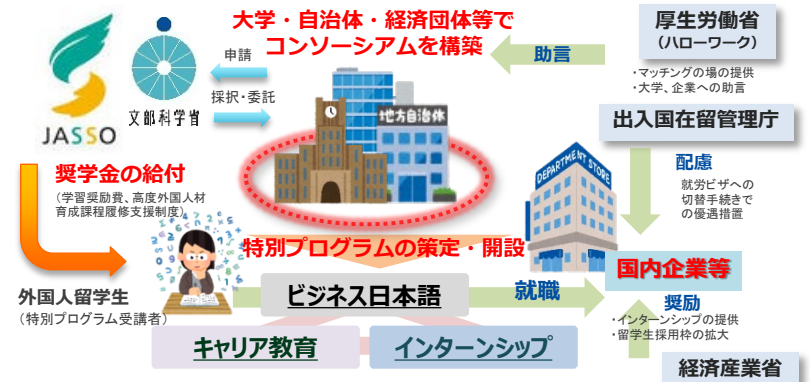 大学・自治体・経済団体等で
コンソーシアムを構築
申請
採択・委託
JASSO
文部科学省
地方自治体
助言
厚生労働省
（ハローワーク）
・マッチングの場の提供
・大学、企業への助言
出入国在留管理庁
配慮
就労ビザへの
切替手続きで
の優遇措置
DEPARTMENT STORE
奨学金の給付
（学習奨励費、高度外国人材
育成課程履修支援制度）
特別プログラムの策定・開設
外国人留学生
（特別プログラム受講者）
ビジネス日本語
就職
国内企業等
キャリア教育
インターンシップ
奨励
・インターンシップの提供
・留学生採用枠の拡大
経済産業省